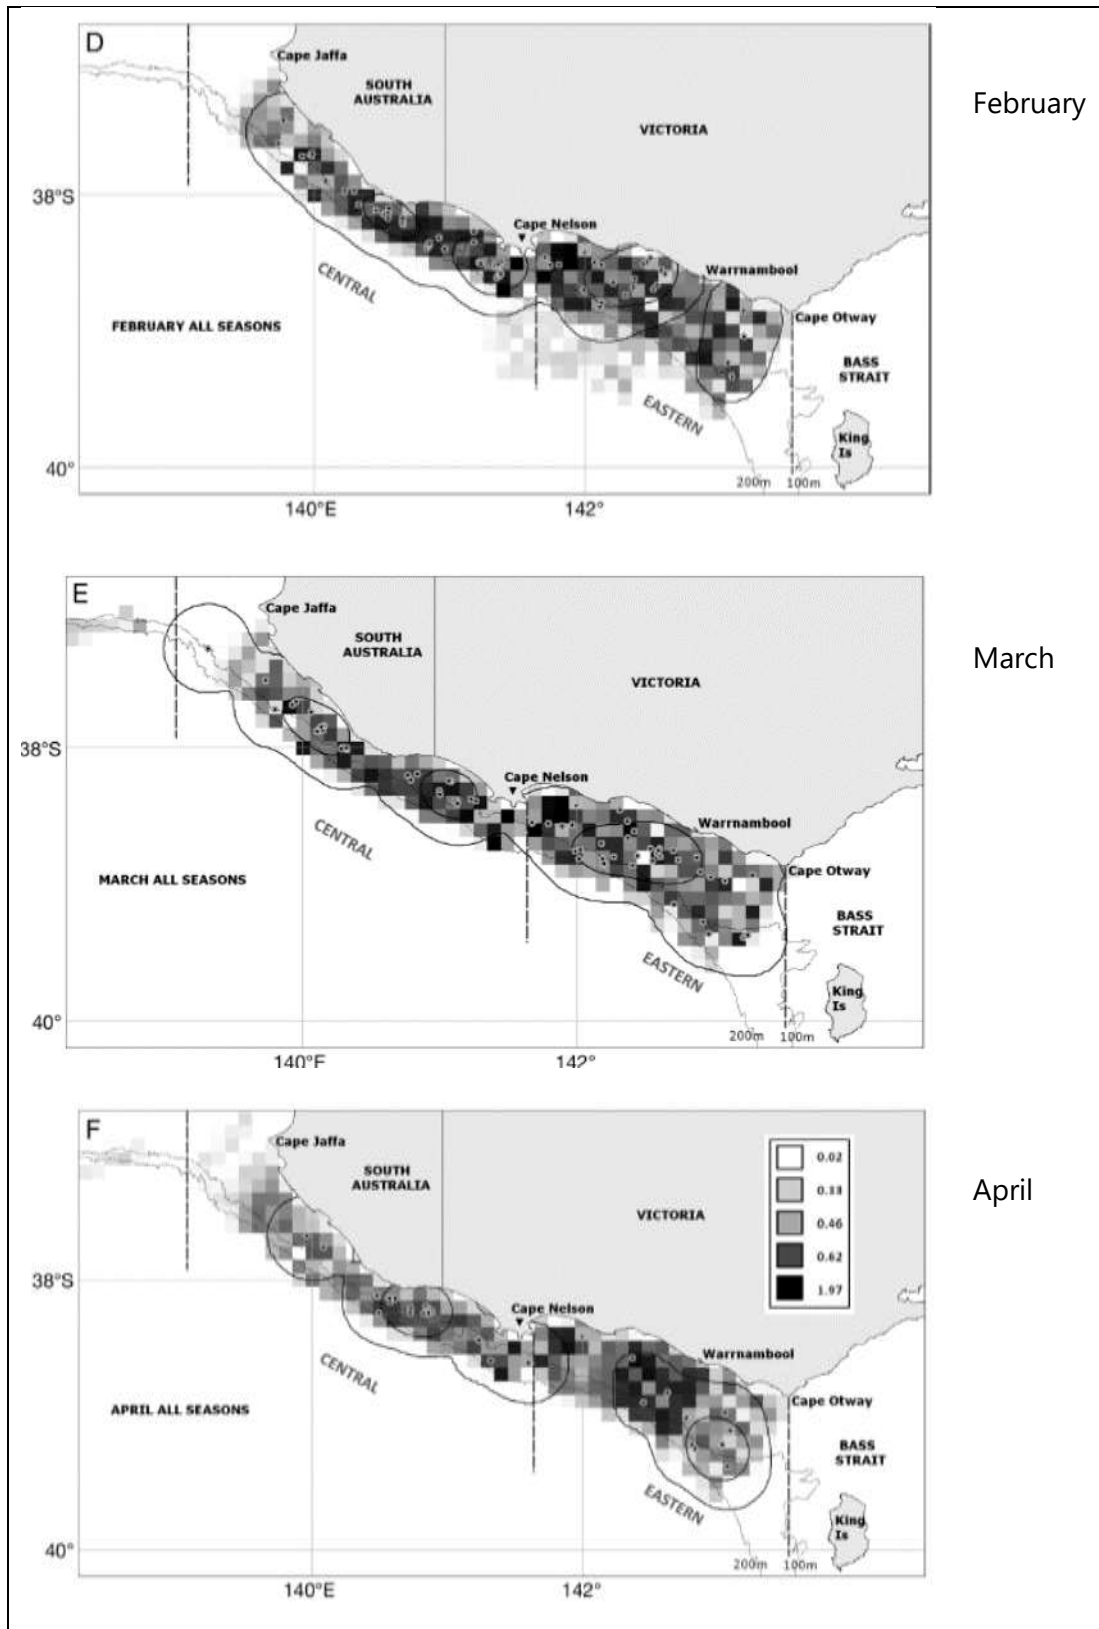 D
Cape Jaffa
SOUTH
AUSTRALIA
VICTORIA
February
38°S
Cape Nelson
CENTRAL
Warrnambool
FEBRUARY ALL SEASONS
Cape Otway
BASS
STRAIT
EASTERN
King
Is
40°
200m
100m
140°E
142°
E
Cape Jaffa
SOUTH
AUSTRALIA
March
VICTORIA
38°S
Cape Nelson
CENTRAL
Warrnambool
MARCH ALL SEASONS
Cape Otway
BASS
STRAIT
EASTERN
King
Is
40°
200m
100m
140°E
142°
F
Cape Jaffa
0.02
SOUTH
AUSTRALIA
April
VICTORIA
0.46
0.62
1.97
38°S
Cape Nelson
CENTRAL
Warrnambool
APRIL ALL SEASONS
Cape Otway
BASS
STRAIT
EASTERN
King
Is
40°
200m
100m
140°E
142°